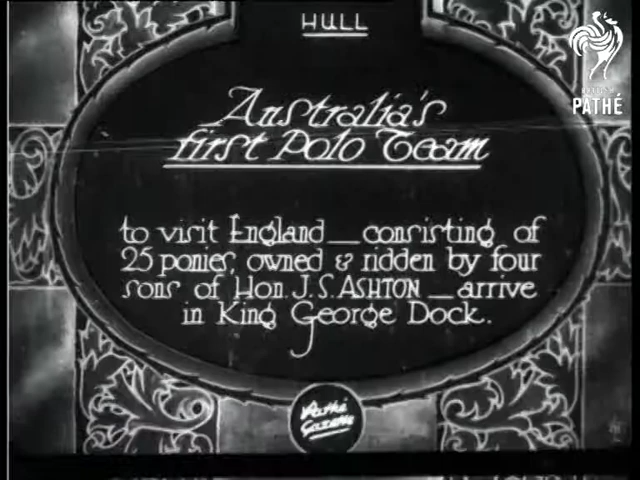 HULL
Australia's
first Polo Team
to visit England — consisting of
25 ponies, owned & ridden by four
sons of Hon. J. S. ASHTON — arrive
in King George Dock.
Pathé
Gazette
BRITISH
PATHÉ